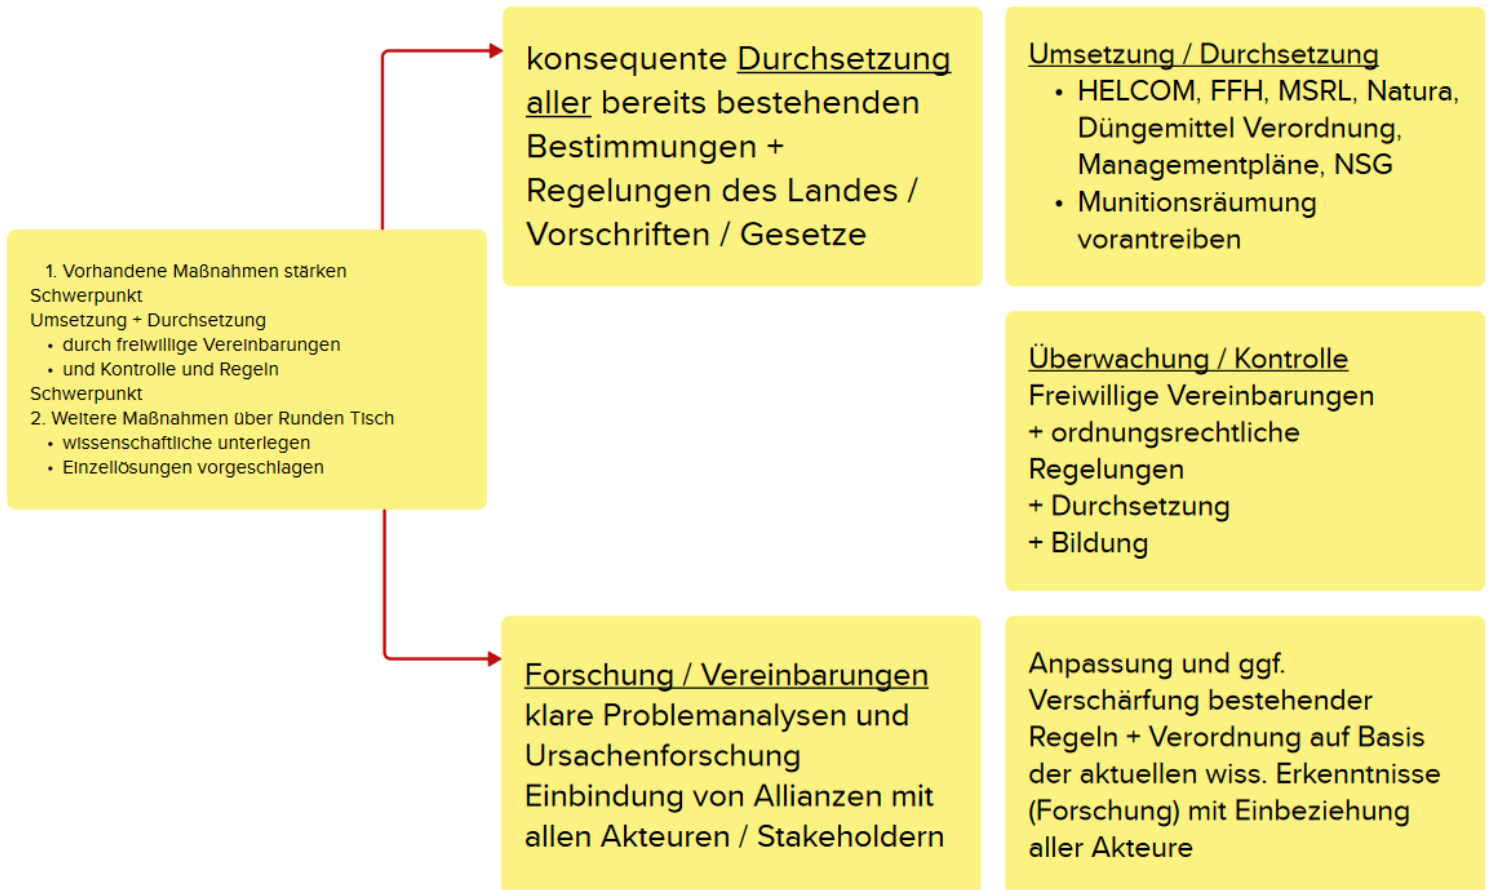 1. Vorhandene Maßnahmen stärken
Schwerpunkt
Umsetzung + Durchsetzung
• durch freiwillige Vereinbarungen
• und Kontrolle und Regeln
Schwerpunkt
2. Weitere Maßnahmen über Runden Tisch
• wissenschaftliche unterlegen
• Einzellösungen vorgeschlagen
konsequente Durchsetzung
aller bereits bestehenden
Bestimmungen +
Regelungen des Landes /
Vorschriften / Gesetze
Umsetzung / Durchsetzung
• HELCOM, FFH, MSRL, Natura,
Düngemittel Verordnung,
Managementpläne, NSG
• Munitionsräumung
vorantreiben
Überwachung / Kontrolle
Freiwillige Vereinbarungen
+ ordnungsrechtliche
Regelungen
+ Durchsetzung
+ Bildung
Forschung / Vereinbarungen
klare Problemanalysen und
Ursachenforschung
Einbindung von Allianzen mit
allen Akteuren / Stakeholdern
Anpassung und ggf.
Verschärfung bestehender
Regeln + Verordnung auf Basis
der aktuellen wiss. Erkenntnisse
(Forschung) mit Einbeziehung
aller Akteure